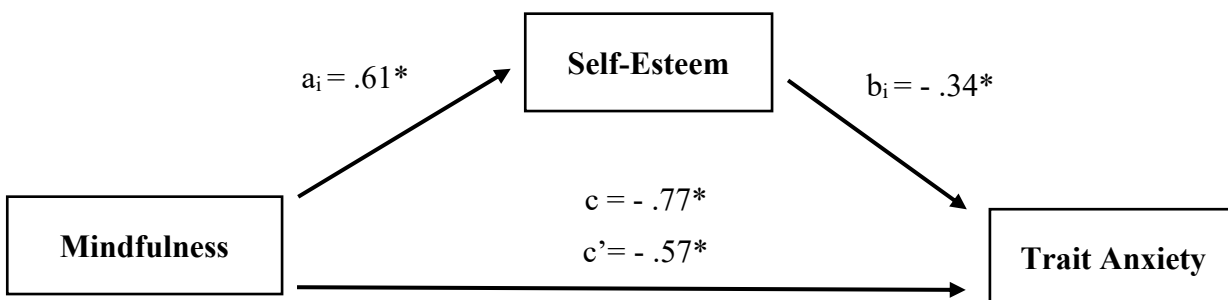 Self-Esteem
aᵢ = .61*
bᵢ = - .34*
c = - .77*
c’= - .57*
Mindfulness
Trait Anxiety